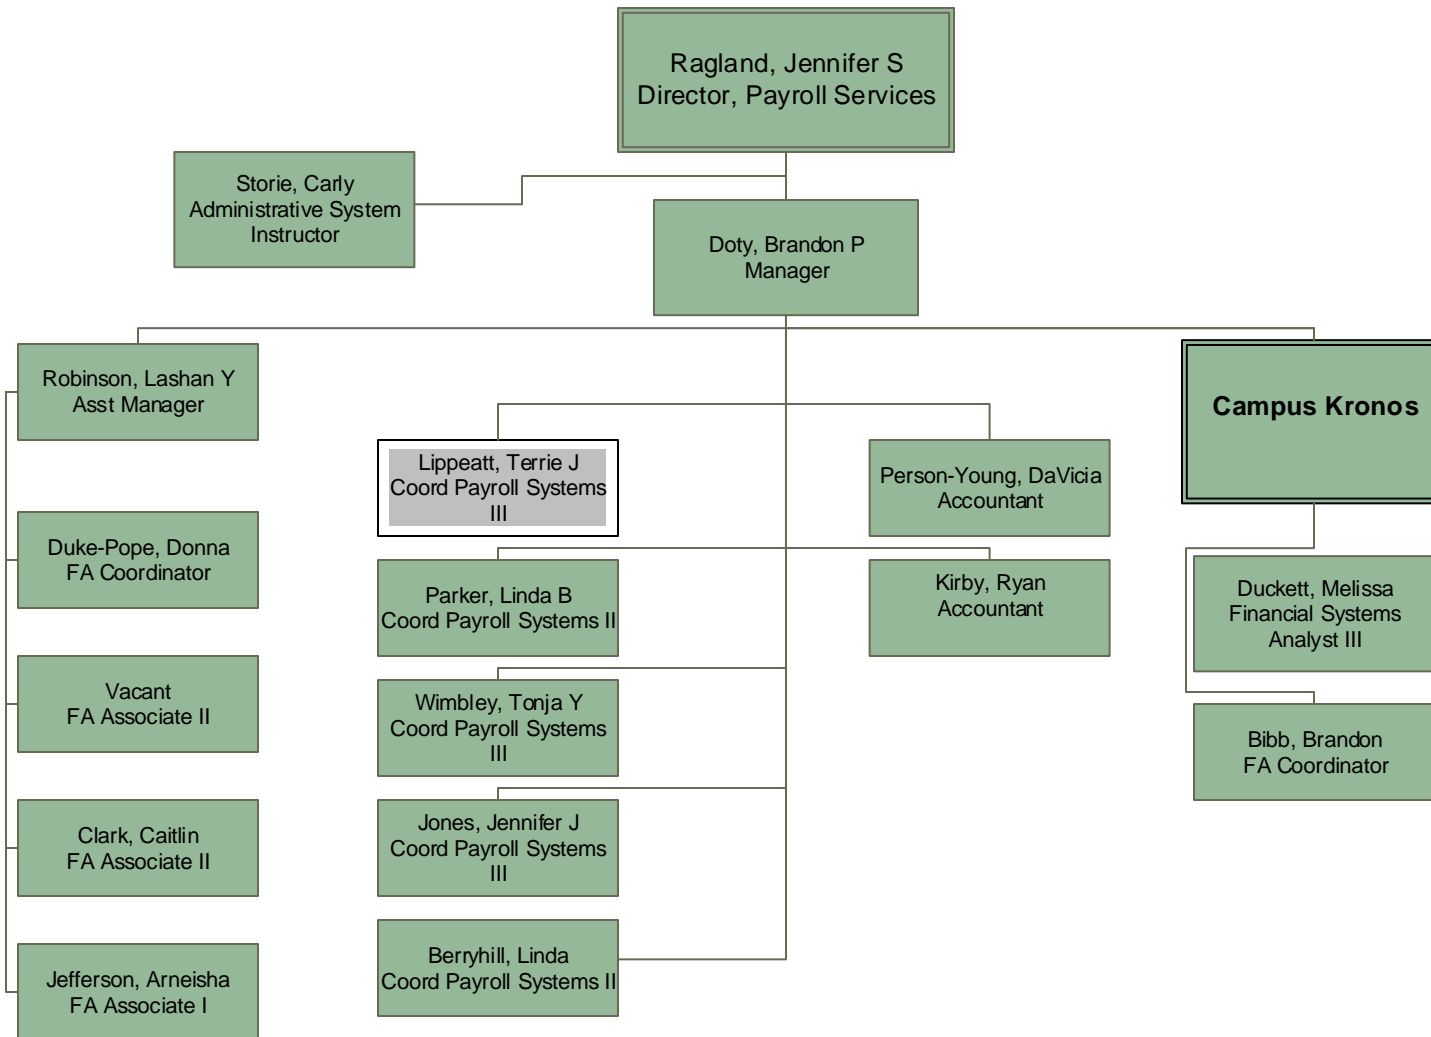 Ragland, Jennifer S
Director, Payroll Services
Storie, Carly
Administrative System
Instructor
Doty, Brandon P
Manager
Robinson, Lashan Y
Asst Manager
Duke-Pope, Donna
FA Coordinator
Vacant
FA Associate II
Clark, Caitlin
FA Associate II
Jefferson, Arneisha
FA Associate I
Lippeatt, Terrie J
Coord Payroll Systems
III
Parker, Linda B
Coord Payroll Systems II
Wimbley, Tonja Y
Coord Payroll Systems
III
Jones, Jennifer J
Coord Payroll Systems
III
Berryhill, Linda
Coord Payroll Systems II
Person-Young, DaVicia
Accountant
Kirby, Ryan
Accountant
Campus Kronos
Duckett, Melissa
Financial Systems
Analyst III
Bibb, Brandon
FA Coordinator